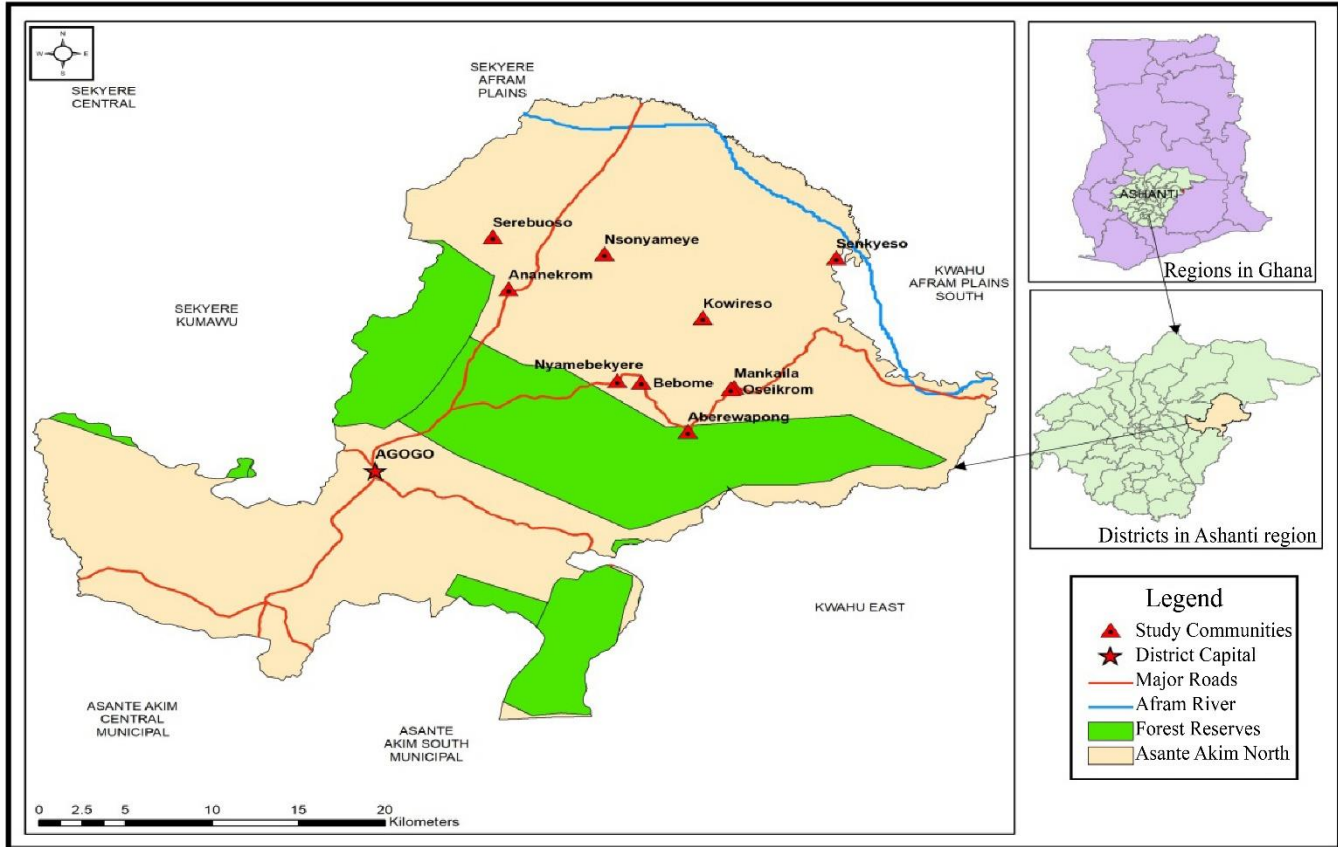 N
W E
S
SEKYERE
CENTRAL
SEKYERE
AFRAM
PLAINS
Serebuoso
Nsonyameye
Senkyeso
Ananekrom
KWAHU
AFRAM PLAINS
SOUTH
SEKYERE
KUMAWU
Kowireso
Nyamebekyere
Bebome
Mankaila
Oseikrom
Aberewapong
AGOGO
KWAHU EAST
ASANTE AKIM
CENTRAL
MUNICIPAL
ASANTE
AKIM SOUTH
MUNICIPAL
0 2.5 5 10 15 20
Kilometers
ASHANTI
Regions in Ghana
Districts in Ashanti region
Legend
Study Communities
District Capital
Major Roads
Afram River
Forest Reserves
Asante Akim North